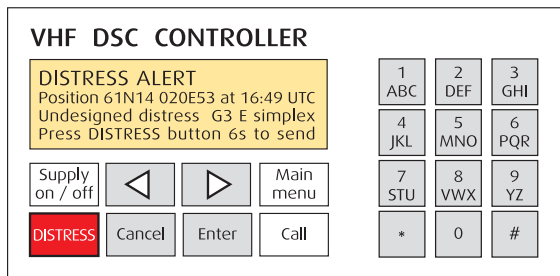 VHF DSC CONTROLLER
DISTRESS ALERT
Position 61N14 020E53 at 16:49 UTC
Undesigned distress G3 E simplex
Press DISTRESS button 6s to send
Supply
on / off
Main
menu
DISTRESS
Cancel
Enter
Call
1
ABC
2
DEF
3
GHI
4
JKL
5
MNO
6
PQR
7
STU
8
VWX
9
YZ
*
0
#